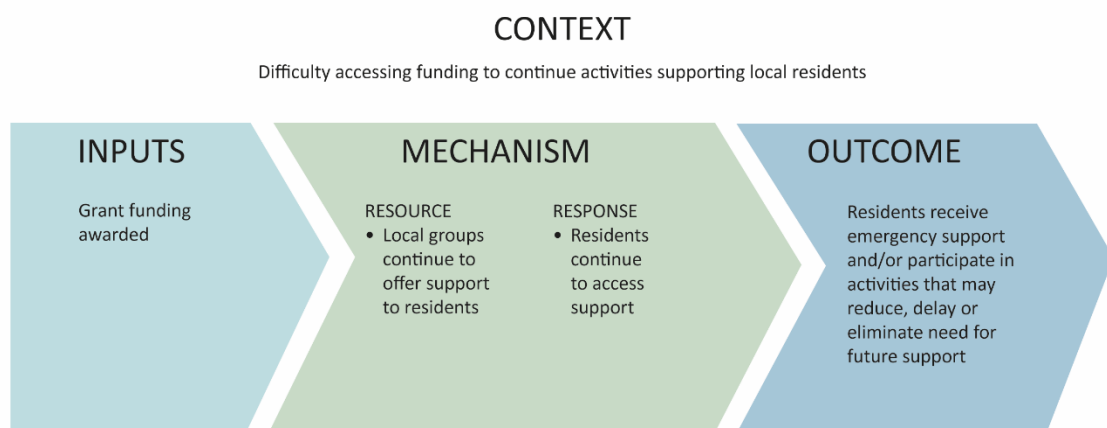 CONTEXT
Difficulty accessing funding to continue activities supporting local residents
INPUTS
Grant funding
awarded
MECHANISM
RESOURCE
• Local groups
continue to
offer support
to residents
RESPONSE
• Residents
continue
to access
support
OUTCOME
Residents receive
emergency support
and/or participate in
activities that may
reduce, delay or
eliminate need for
future support